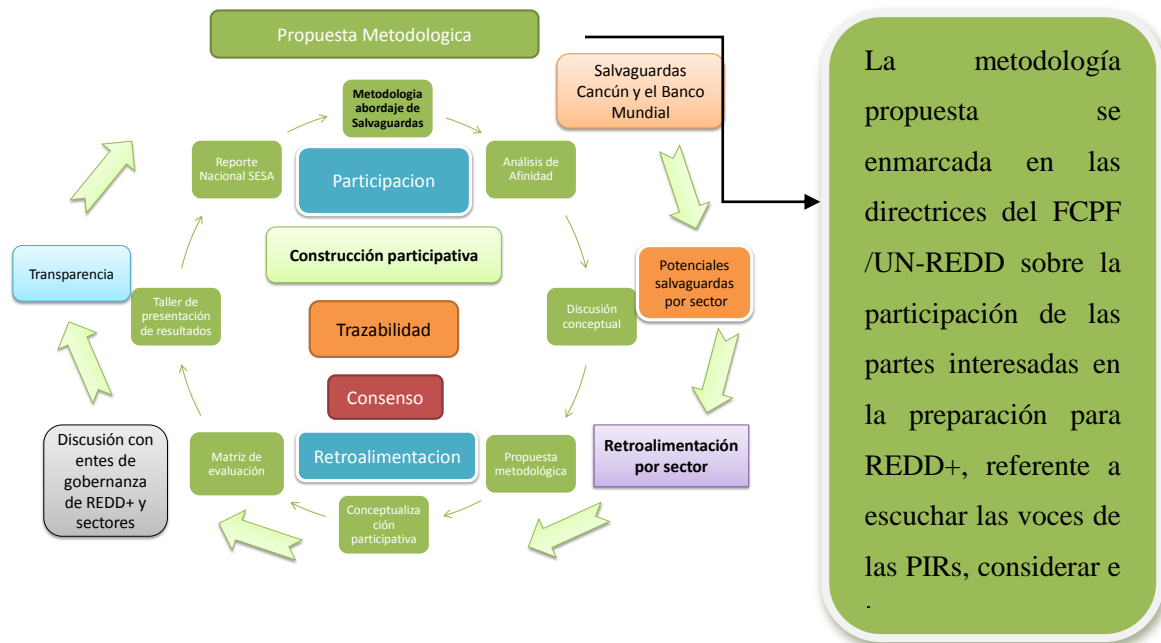 Propuesta Metodologica
Salvaguardas
Cancún y el Banco
Mundial
Metodologia
abordaje de
Salvaguardas
Análisis de
Afinidad
Potenciales
salvaguardas
por sector
Discusión
conceptual
Retroalimentación
por sector
Propuesta
metodológica
Conceptualiza
ción
participativa
Matriz de
evaluación
Discusión con
entes de
gobernanza
de REDD+ y
sectores
Taller de
presentación
de resultados
Transparencia
Reporte
Nacional SESA
Participacion
Construcción participativa
Trazabilidad
Consenso
Retroalimentacion
La metodología
propuesta se
enmarcada en las
directrices del FCPF
/UN-REDD sobre la
participación de las
partes interesadas en
la preparación para
REDD+, referente a
escuchar las voces de
las PIRs, considerar e